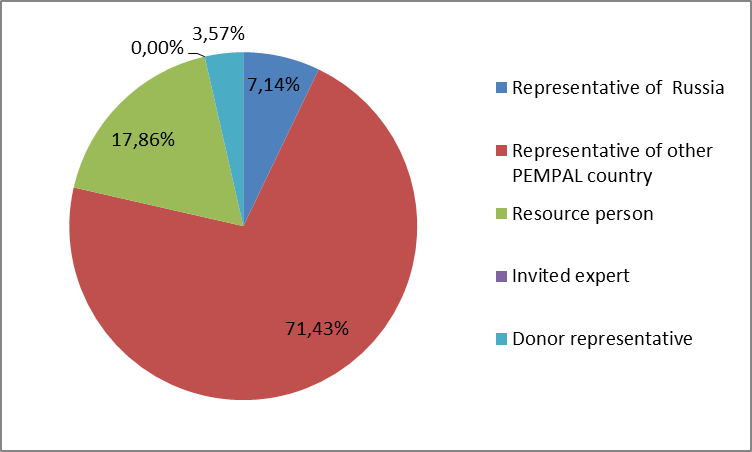 3,57%
0,00%
7,14%
17,86%
71,43%
Representative of  Russia
Representative of other
PEMPAL country
Resource person
Invited expert
Donor representative